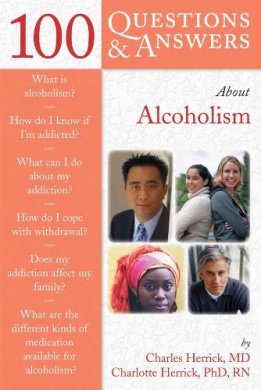 100 QUESTIONS
& ANSWERS
About
Alcoholism
What is
alcoholism?
How do I know if
I'm addicted?
What can I do
about my
addiction?
How do I cope
with withdrawal?
Does my
addiction affect my
family?
What are the
different kinds of
medication
available for
alcoholism?
by
Charles Herrick, MD
Charlotte Herrick, PhD, RN